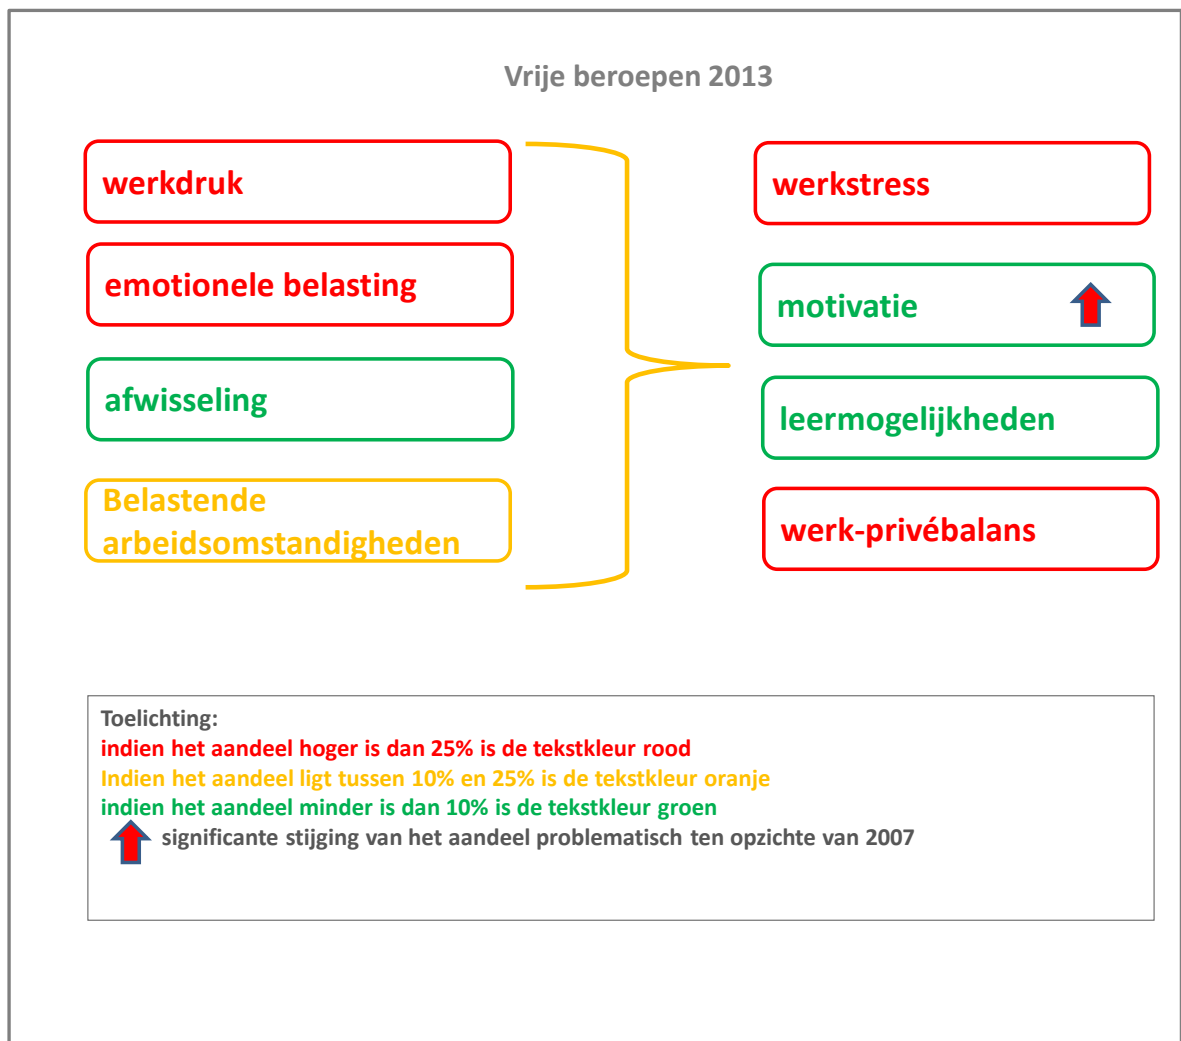 Vrije beroepen 2013
werkdruk
emotionele belasting
afwisseling
Belastende
arbeidsomstandigheden
werkstress
motivatie
leermogelijkheden
werk-privébalans
Toelichting:
indien het aandeel hoger is dan 25% is de tekstkleur rood
Indien het aandeel ligt tussen 10% en 25% is de tekstkleur oranje
indien het aandeel minder is dan 10% is de tekstkleur groen
significante stijging van het aandeel problematisch ten opzichte van 2007